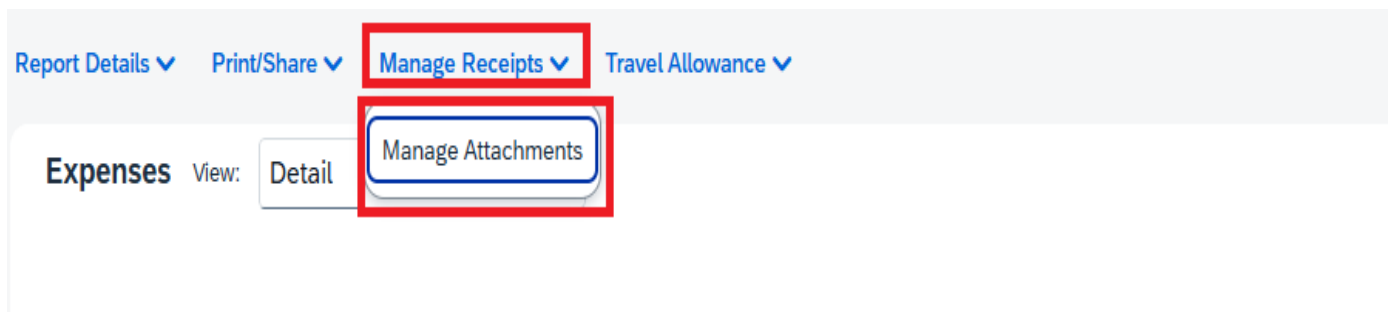 Report Details Print/Share Manage Receipts Travel Allowance
Manage Attachments
Expenses View: Detail